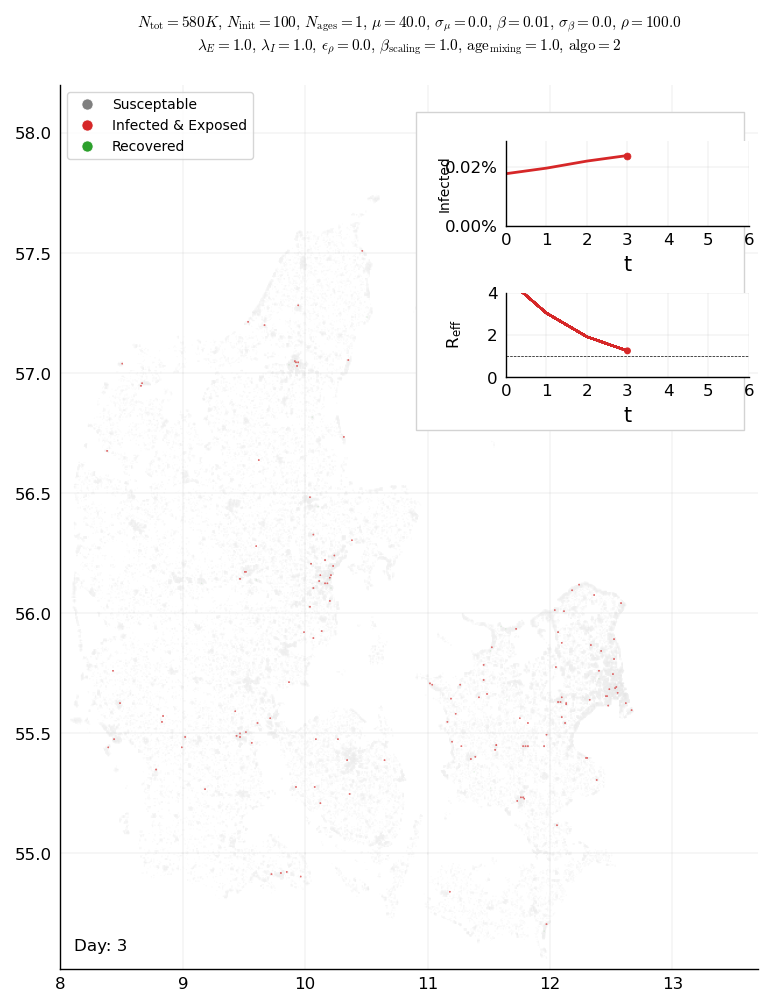 N_tot = 580K, N_init = 100, N_ages = 1, μ = 40.0, σ_μ = 0.0, β = 0.01, σ_β = 0.0, ρ = 100.0
λ_E = 1.0, λ_I = 1.0, ϵ_ρ = 0.0, β_scaling = 1.0, age_mixing = 1.0, algo = 2
Susceptable
Infected & Exposed
Recovered
Infected
0.02%
0.00%
0 1 2 3 4 5 6
t
R_eff
4
2
0
0 1 2 3 4 5 6
t
58.0
57.5
57.0
56.5
56.0
55.5
55.0
Day: 3
8 9 10 11 12 13